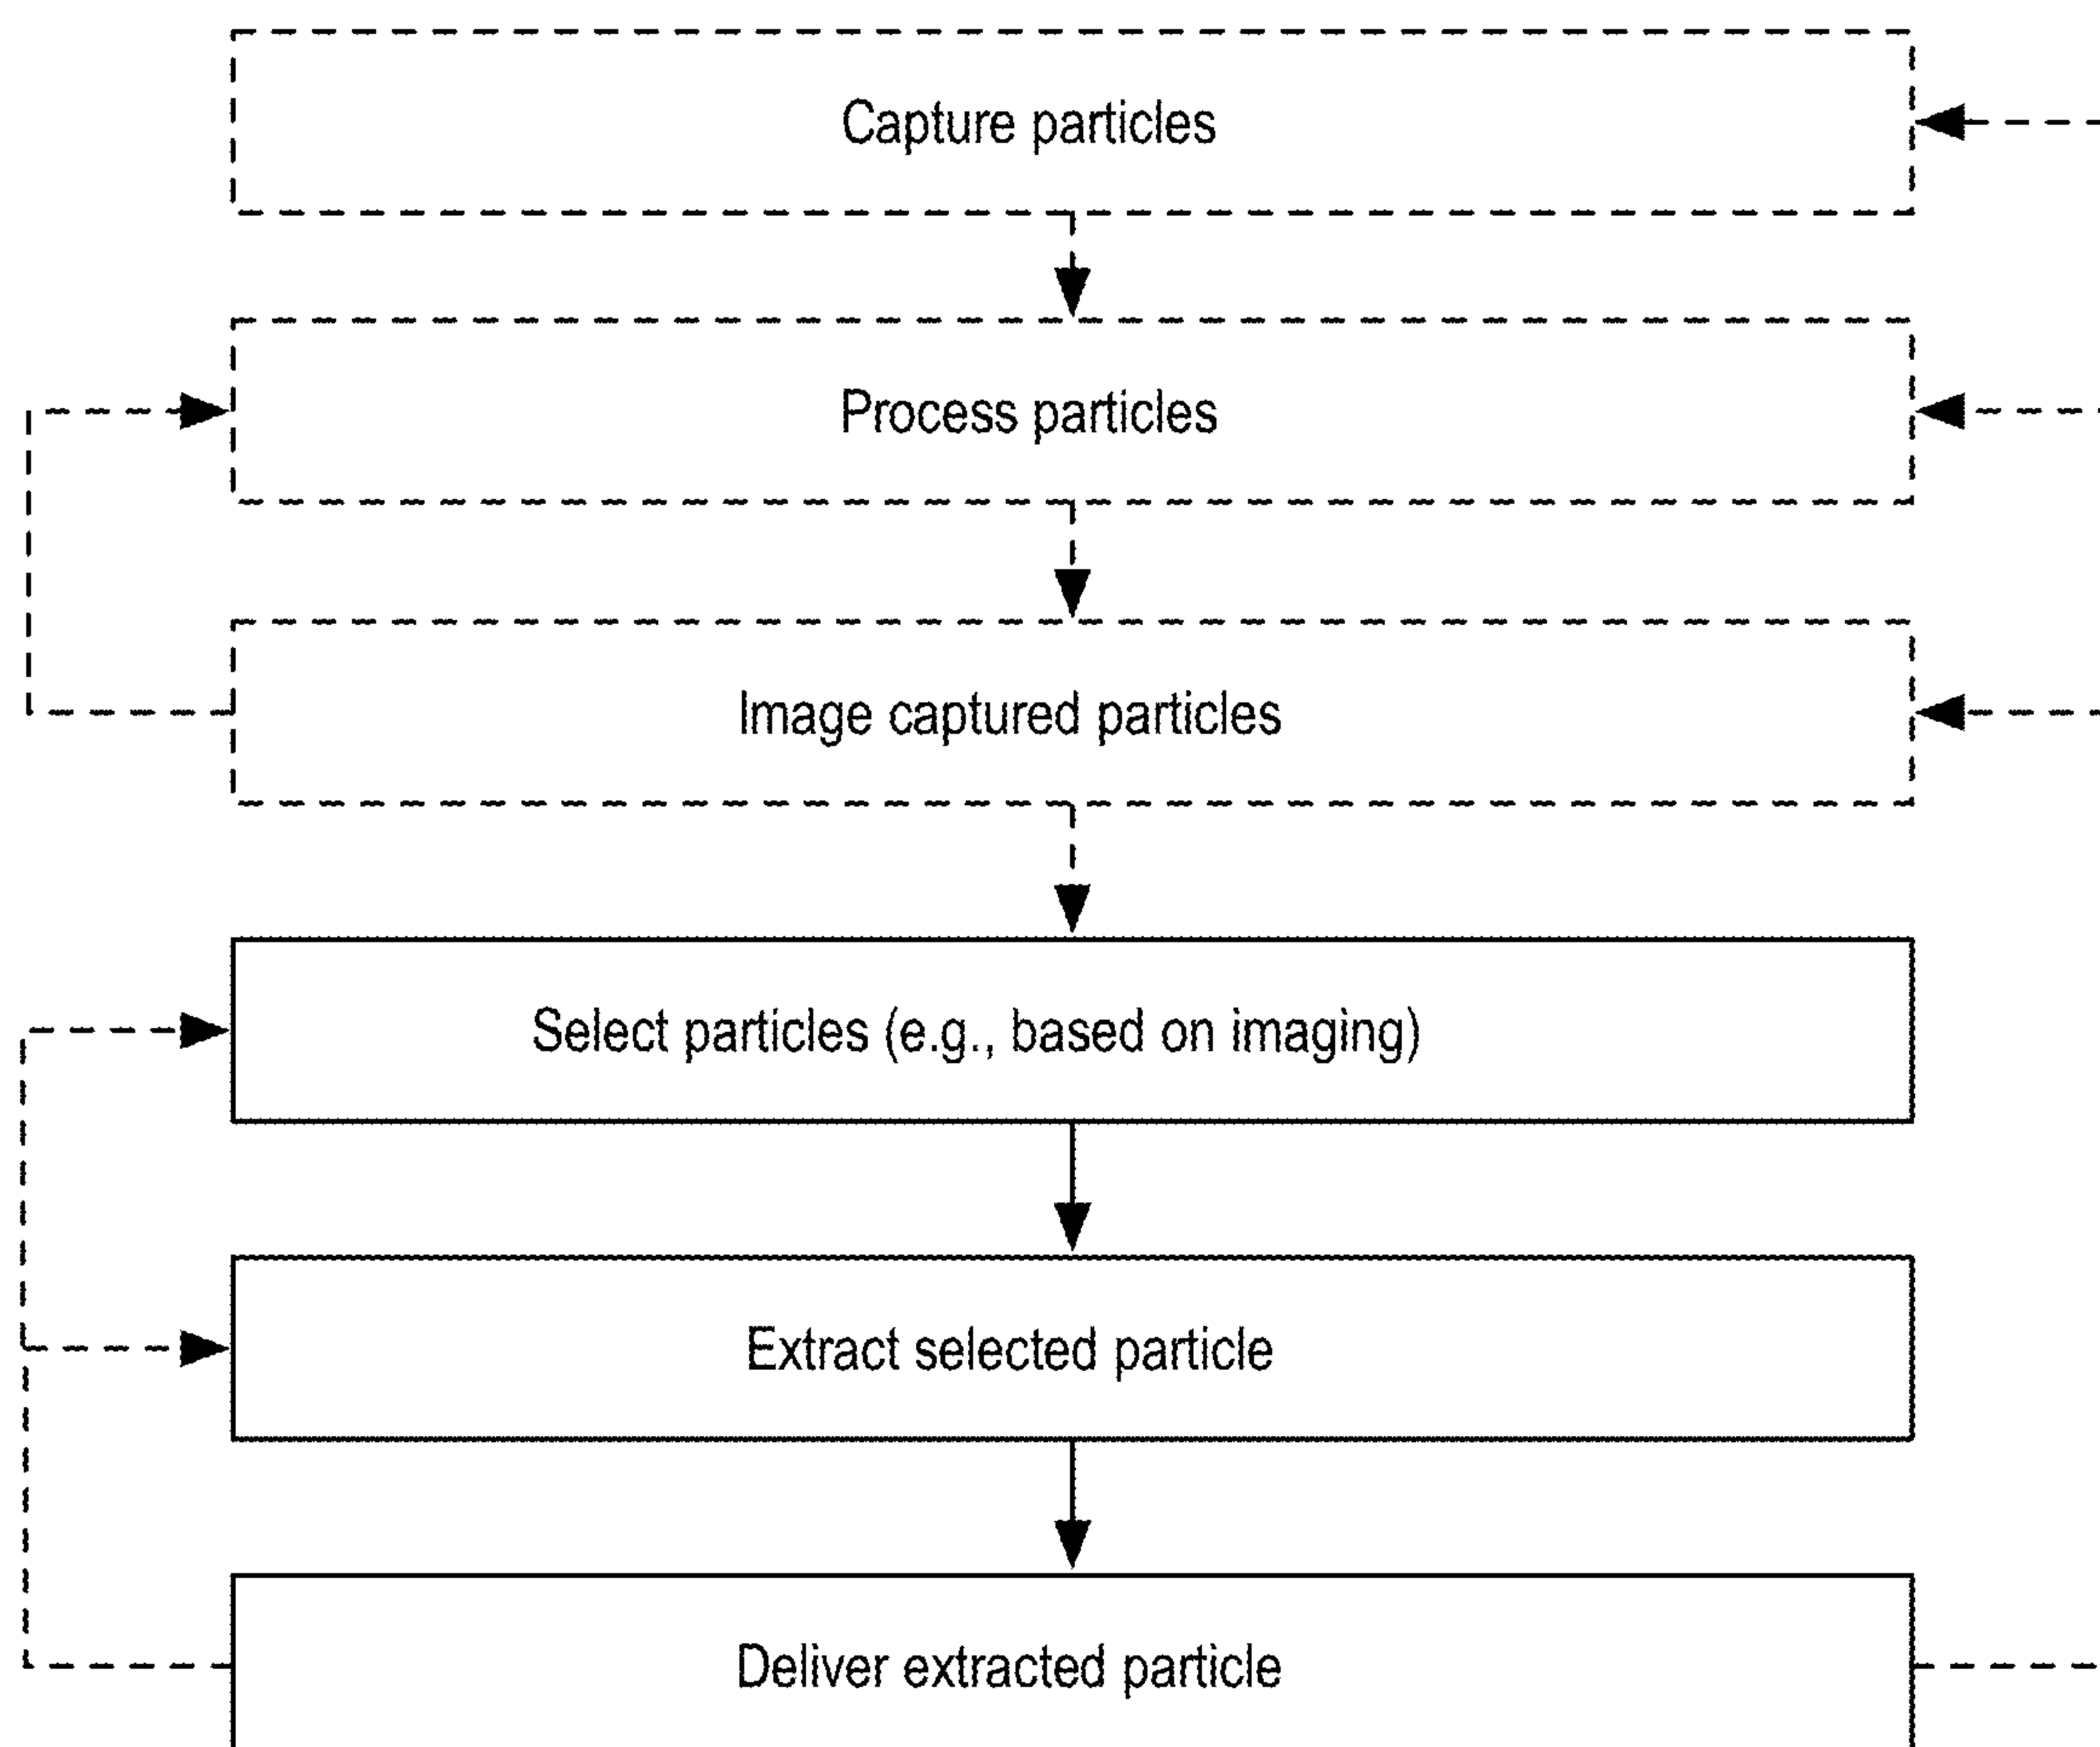 Capture particles
Process particles
Image captured particles
Select particles (e.g., based on imaging)
Extract selected particle
Deliver extracted particle